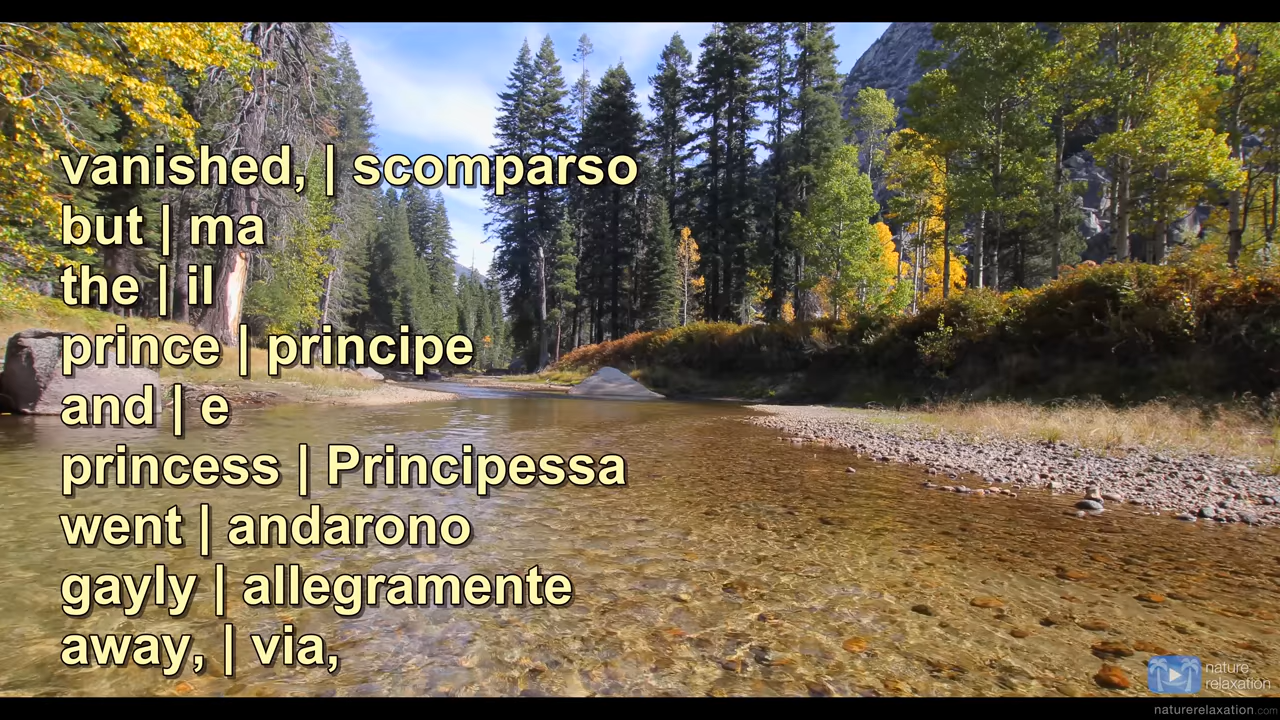 vanished, | scomparso
but | ma
the | il
prince | principe
and | e
princess | Principessa
went | andarono
gayly | allegramente
away, | via,
nature
relaxation
naturerelaxation.com